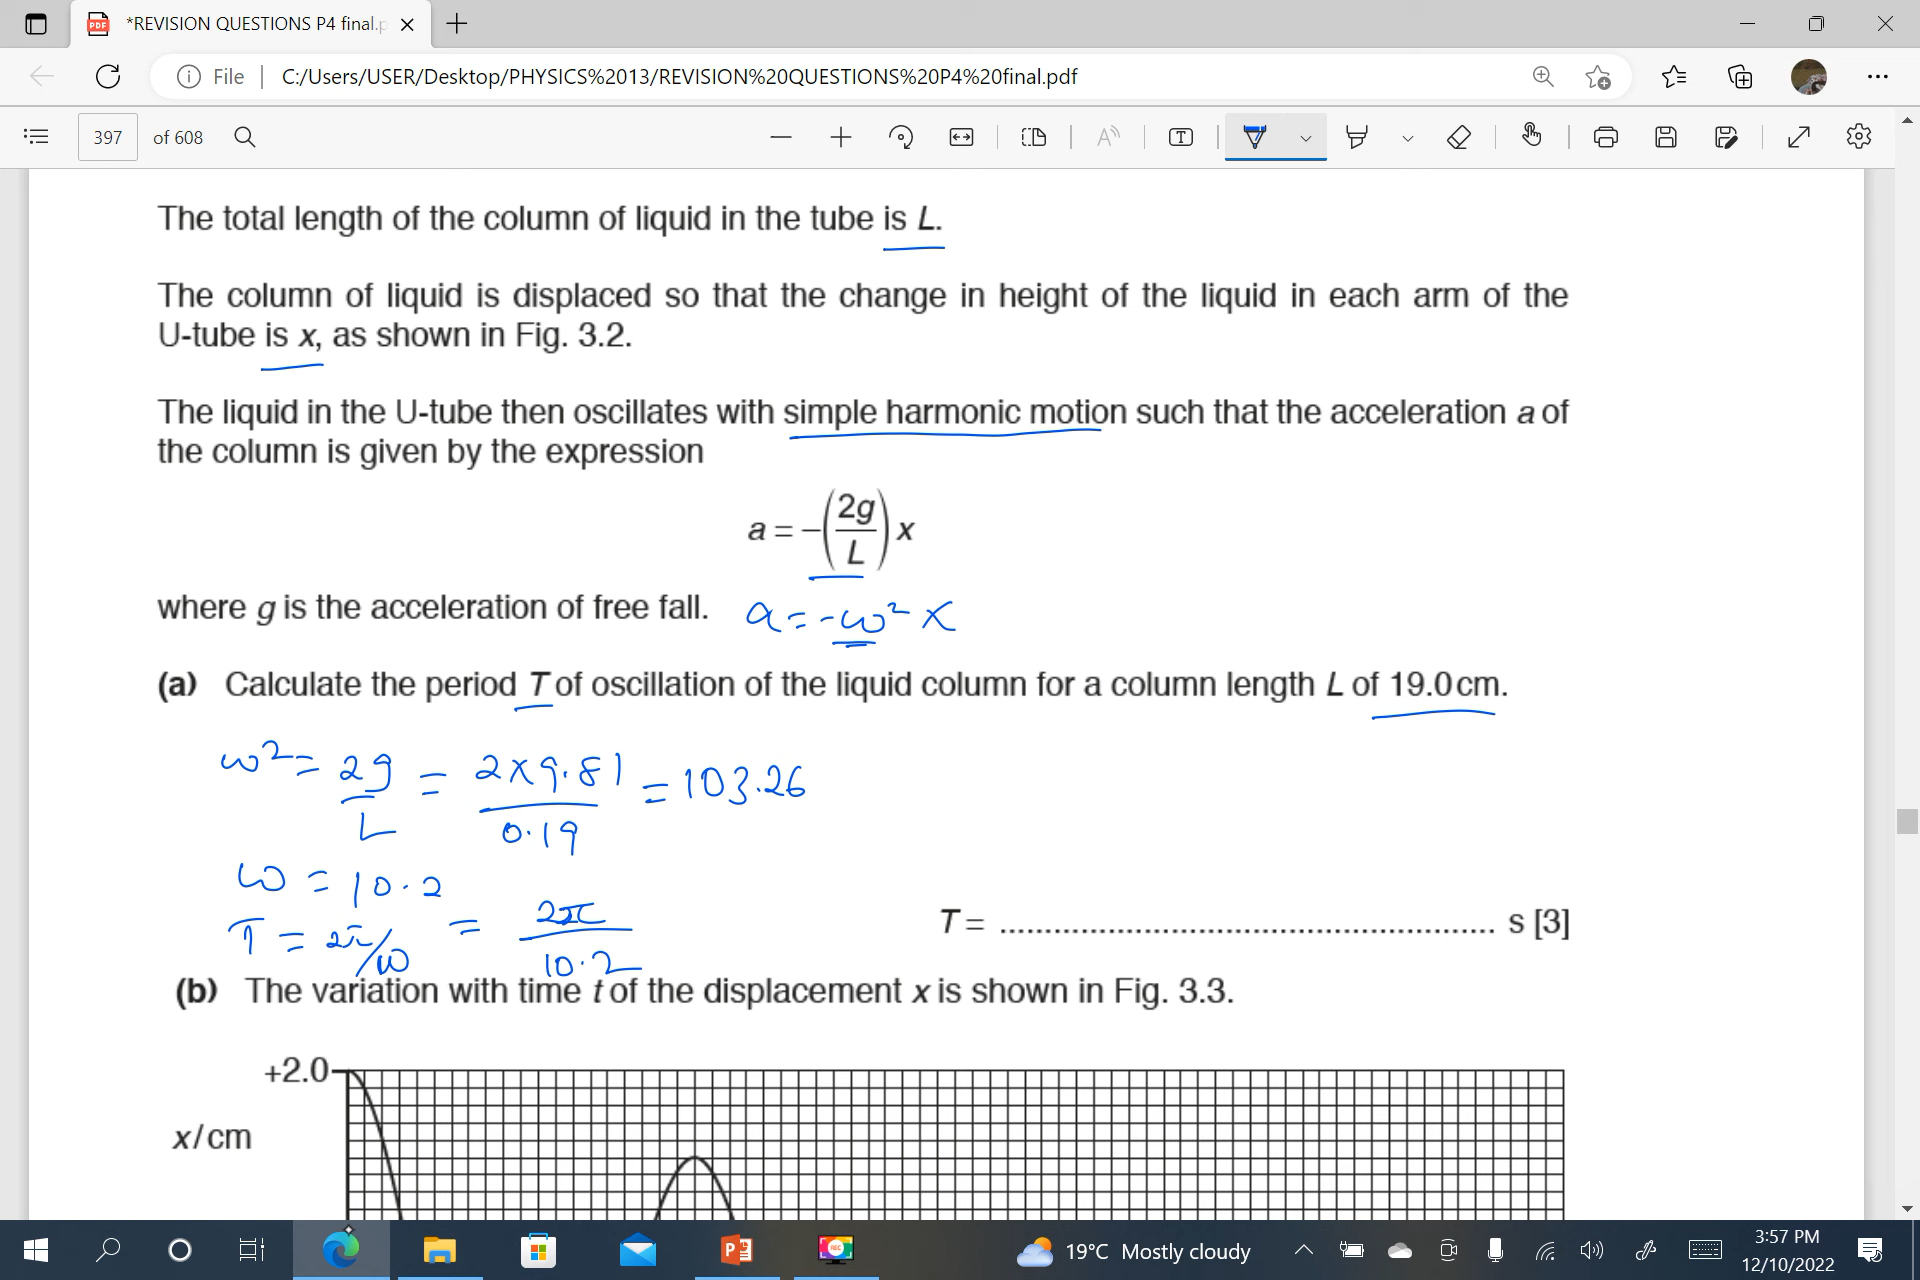 *REVISION QUESTIONS P4 final.p
File | C:/Users/USER/Desktop/PHYSICS%2013/REVISION%20QUESTIONS%20P4%20final.pdf
397 of 608
The total length of the column of liquid in the tube is L.
The column of liquid is displaced so that the change in height of the liquid in each arm of the
U-tube is x, as shown in Fig. 3.2.
The liquid in the U-tube then oscillates with simple harmonic motion such that the acceleration a of
the column is given by the expression
a = −(2g/L) x
where g is the acceleration of free fall. a = -ω² x
(a) Calculate the period T of oscillation of the liquid column for a column length L of 19.0 cm.
ω² = 2g/L = 2×9.81/0.19 = 103.26
ω = 10.2
T = 2π/ω = 2π/10.2
T = .................................................. s [3]
(b) The variation with time t of the displacement x is shown in Fig. 3.3.
+2.0
x/cm
19°C Mostly cloudy
3:57 PM
12/10/2022